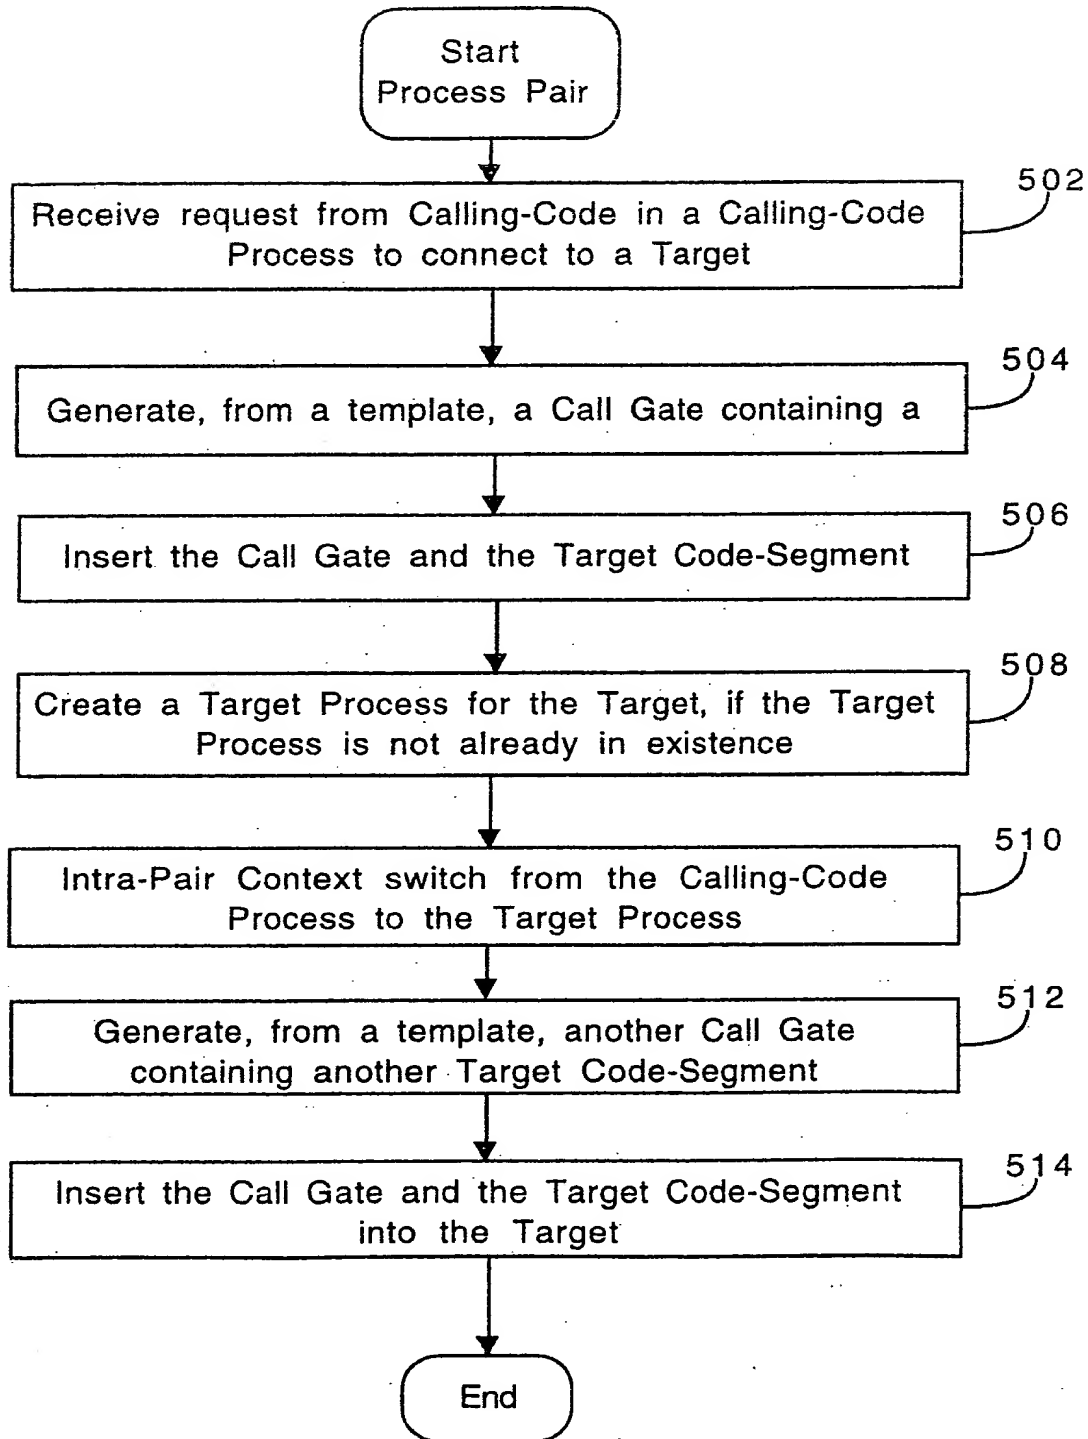 Start
Process Pair
502
Receive request from Calling-Code in a Calling-Code
Process to connect to a Target
504
Generate, from a template, a Call Gate containing a
506
Insert the Call Gate and the Target Code-Segment
508
Create a Target Process for the Target, if the Target
Process is not already in existence
510
Intra-Pair Context switch from the Calling-Code
Process to the Target Process
512
Generate, from a template, another Call Gate
containing another Target Code-Segment
514
Insert the Call Gate and the Target Code-Segment
into the Target
End